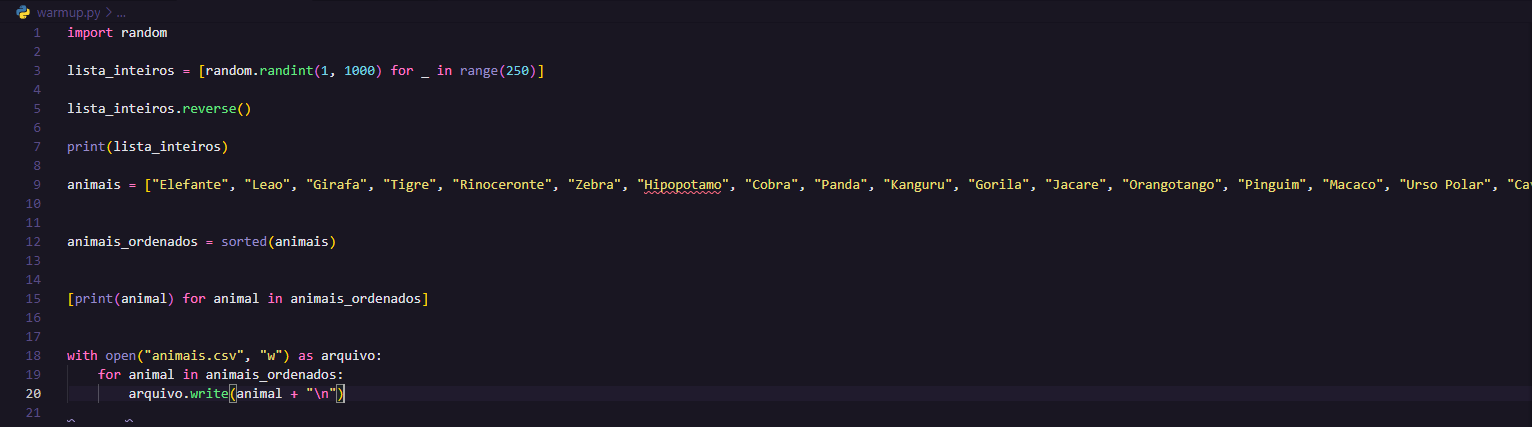 warmup.py > ...
1 import random
2
3 lista_inteiros = [random.randint(1, 1000) for _ in range(250)]
4
5 lista_inteiros.reverse()
6
7 print(lista_inteiros)
8
9 animais = ["Elefante", "Leao", "Girafa", "Tigre", "Rinoceronte", "Zebra", "Hipopotamo", "Cobra", "Panda", "Kanguru", "Gorila", "Jacare", "Orangotango", "Pinguim", "Macaco", "Urso Polar",
10
11
12 animais_ordenados = sorted(animais)
13
14
15 [print(animal) for animal in animais_ordenados]
16
17
18 with open("animais.csv", "w") as arquivo:
19     for animal in animais_ordenados:
20         arquivo.write(animal + "\n")
21